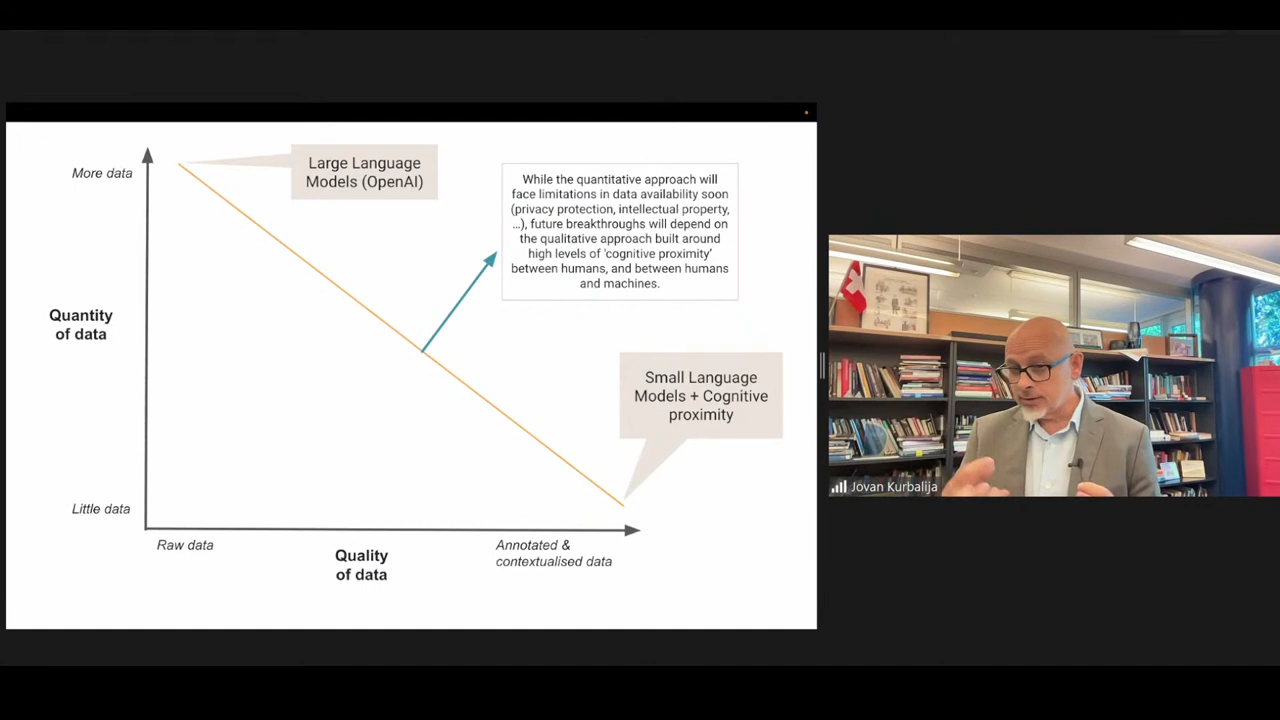 More data
Large Language
Models (OpenAI)
While the quantitative approach will
face limitations in data availability soon
(privacy protection, intellectual property,
...), future breakthroughs will depend on
the qualitative approach built around
high levels of 'cognitive proximity'
between humans, and between humans
and machines.
Quantity
of data
Small Language
Models + Cognitive
proximity
Little data
Raw data
Quality
of data
Annotated &
contextualised data
Jovan Kurbalija